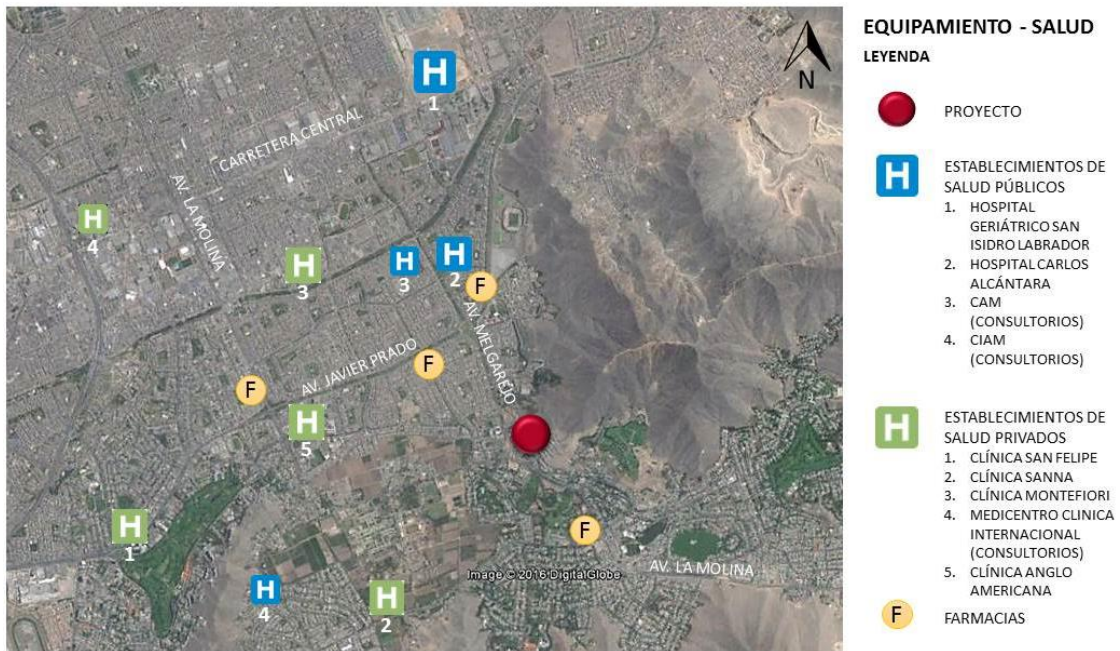 H
1
CARRETERA CENTRAL
AV. LA MOLINA
H
4
H
3
H
3
H
2
F
AV. MELGAREJO
F
AV. JAVIER PRADO
F
H
5
H
1
F
Image © 2016 DigitalGlobe
AV. LA MOLINA
H
4
H
2
N
EQUIPAMIENTO - SALUD
LEYENDA
PROYECTO
H
ESTABLECIMIENTOS DE
SALUD PÚBLICOS
1. HOSPITAL
GERIÁTRICO SAN
ISIDRO LABRADOR
2. HOSPITAL CARLOS
ALCÁNTARA
3. CAM
(CONSULTORIOS)
4. CIAM
(CONSULTORIOS)
H
ESTABLECIMIENTOS DE
SALUD PRIVADOS
1. CLÍNICA SAN FELIPE
2. CLÍNICA SANNA
3. CLÍNICA MONTEFIORI
4. MEDICENTRO CLINICA
INTERNACIONAL
(CONSULTORIOS)
5. CLÍNICA ANGLO
AMERICANA
F
FARMACIAS